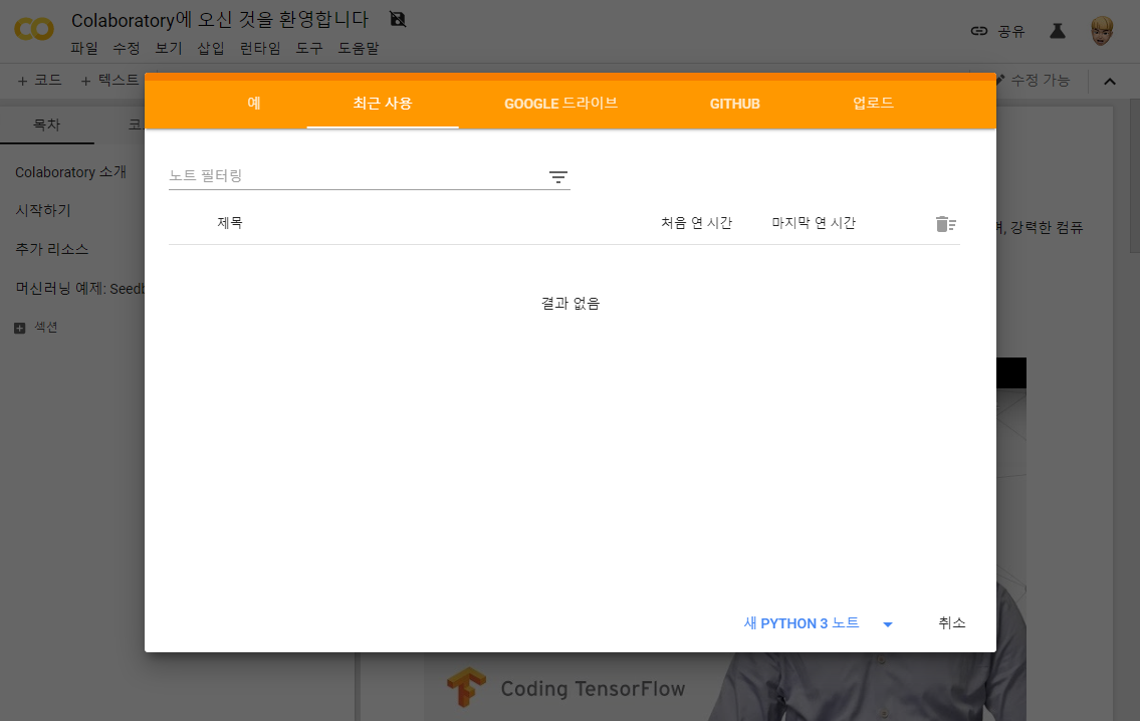 Colaboratory에 오신 것을 환영합니다
파일 수정 보기 삽입 런타임 도구 도움말
공유
+ 코드 + 텍스트
수정 가능
예 최근 사용 GOOGLE 드라이브 GITHUB 업로드
목차
노트 필터링
Colaboratory 소개
시작하기
제목 처음 연 시간 마지막 연 시간
강력한 컴퓨
추가 리소스
머신러닝 예제: Seedb
결과 없음
섹션
새 PYTHON 3 노트 취소
Coding TensorFlow